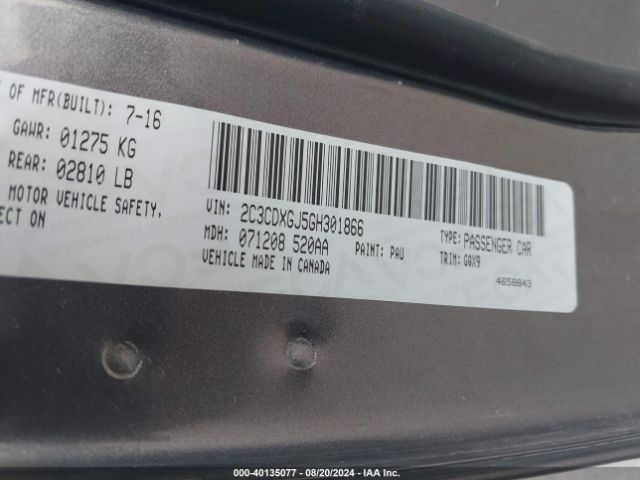 OF MFR(BUILT): 7-16
GAWR: 01275 KG
REAR: 02810 LB
MOTOR VEHICLE SAFETY,
ECT ON
VIN: 2C3CDXGJ5GH301866
MDH: 071208 520AA
PAINT: PAU
VEHICLE MADE IN CANADA
TYPE: PASSENGER CAR
TRIM: GQX9
4658843
000-40135077 - 08/20/2024 - IAA Inc.